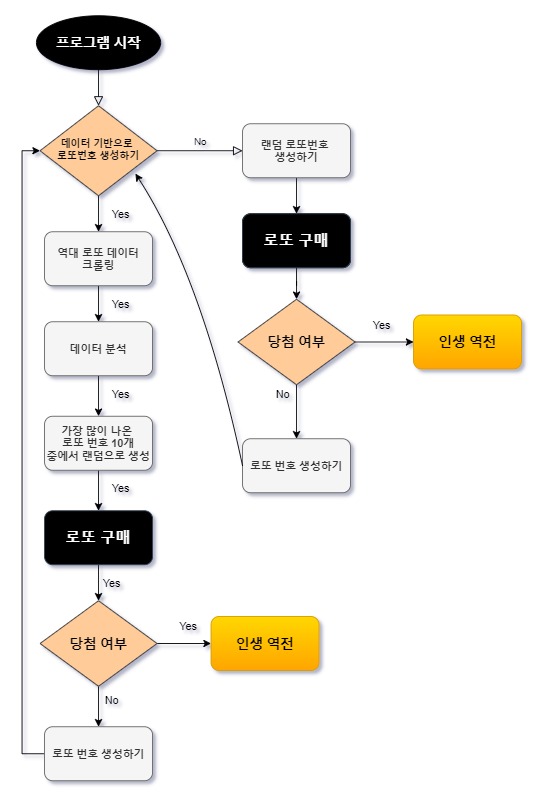 프로그램 시작
데이터 기반으로
로또번호 생성하기
No
랜덤 로또번호
생성하기
Yes
로또 구매
역대 로또 데이터
크롤링
Yes
당첨 여부
Yes
인생 역전
데이터 분석
Yes
No
가장 많이 나온
로또 번호 10개
중에서 랜덤으로 생성
로또 번호 생성하기
Yes
로또 구매
Yes
당첨 여부
Yes
인생 역전
No
로또 번호 생성하기